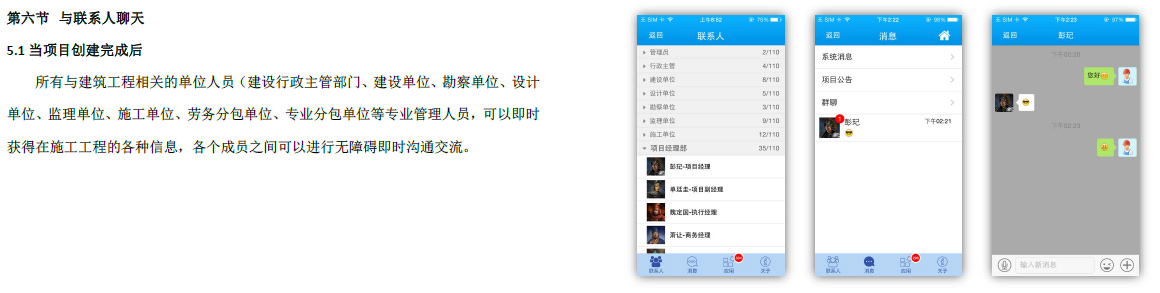 第六节 与联系人聊天
5.1 当项目创建完成后
所有与建筑工程相关的单位人员（建设行政主管部门、建设单位、勘察单位、设计
单位、监理单位、施工单位、劳务分包单位、专业分包单位等专业管理人员，可以即时
获得在施工工程的各种信息，各个成员之间可以进行无障碍即时沟通交流。
无 SIM 卡 上午8:52 75%
返回 联系人
管理员 2/110
行政主管 4/110
建设单位 8/110
设计单位 5/110
勘察单位 3/110
监理单位 9/110
施工单位 12/110
项目经理部 35/110
彭玘-项目经理
单廷圭-项目副经理
魏定国-执行经理
萧让-商务经理
联系人 消息 应用 关于
无 SIM 卡 下午2:22 98%
返回 消息
系统消息
项目公告
群聊
彭玘 下午02:21
联系人 消息 应用 关于
无 SIM 卡 下午2:23 97%
返回 彭玘
下午02:20
您好
下午02:23
输入新消息